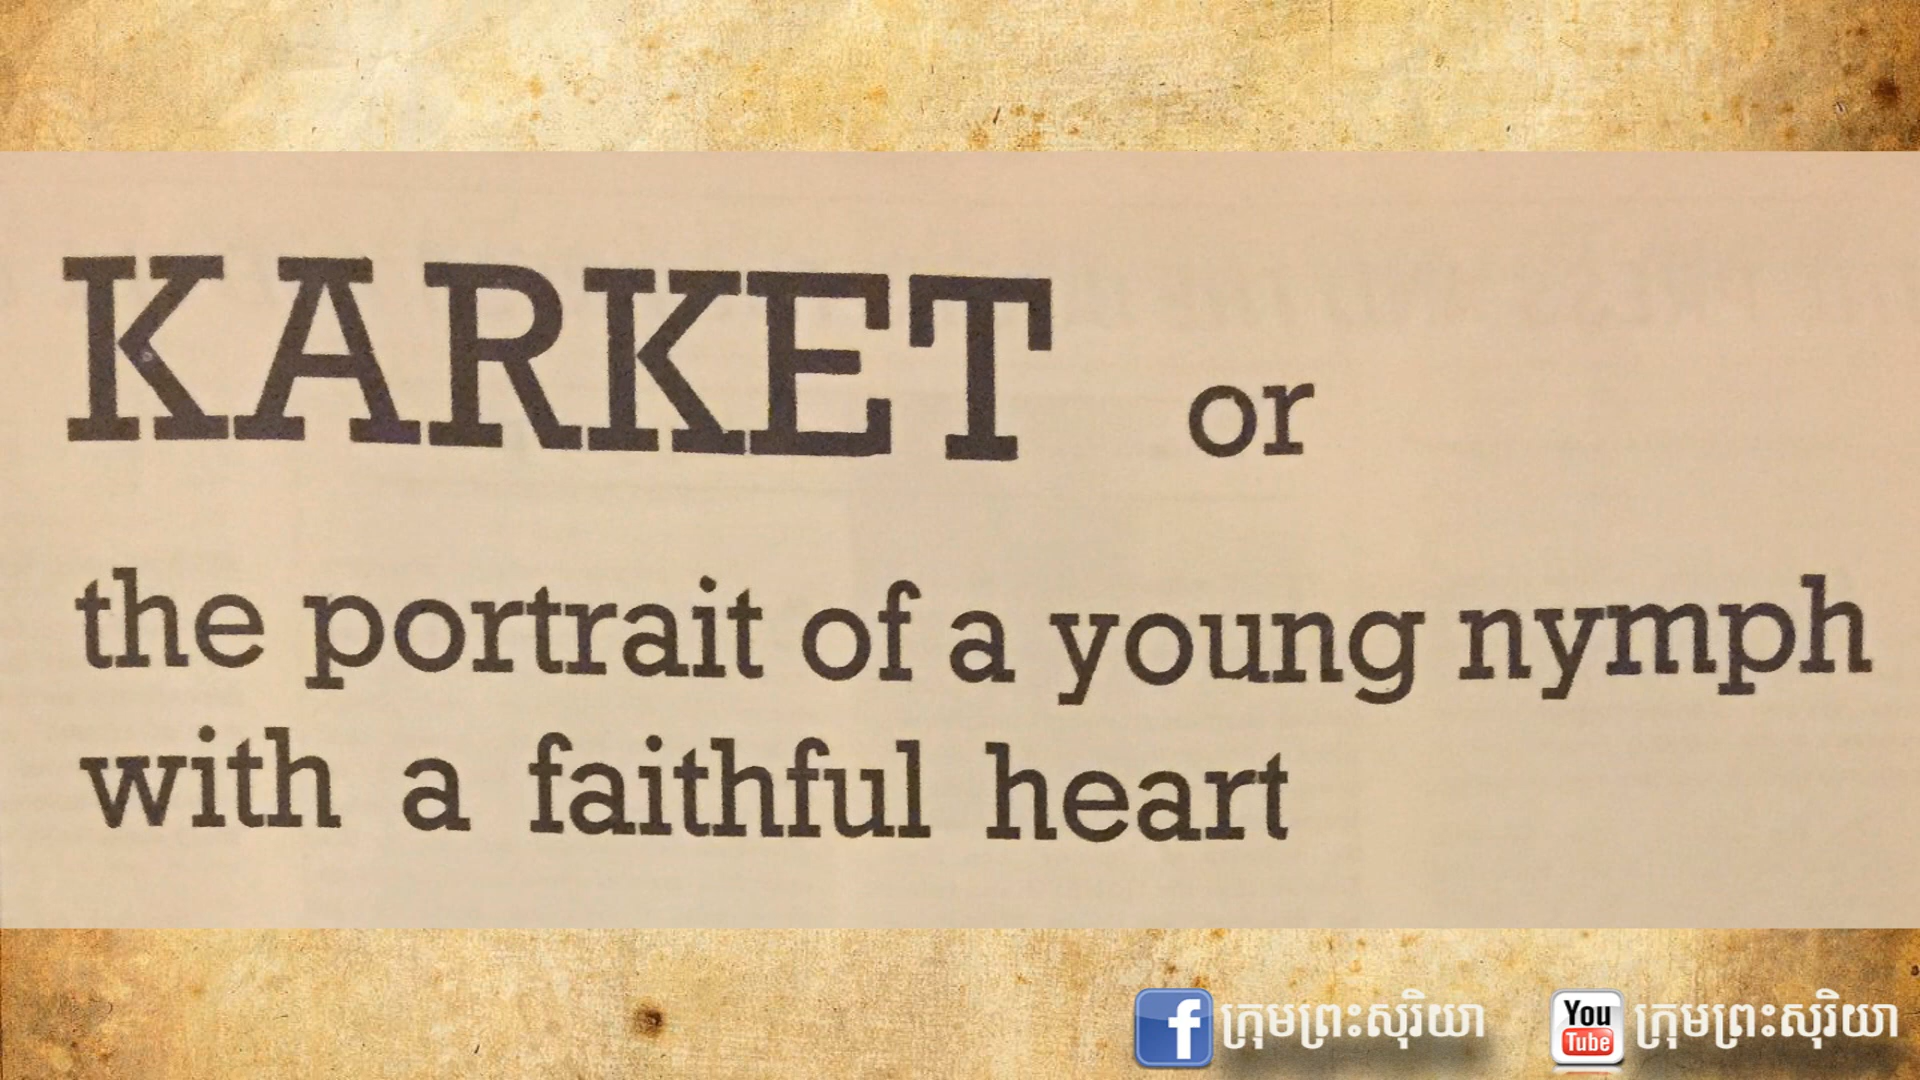 KARKET or
the portrait of a young nymph
with a faithful heart
f ក្រុមព្រះសុរិយា You Tube ក្រុមព្រះសុរិយា